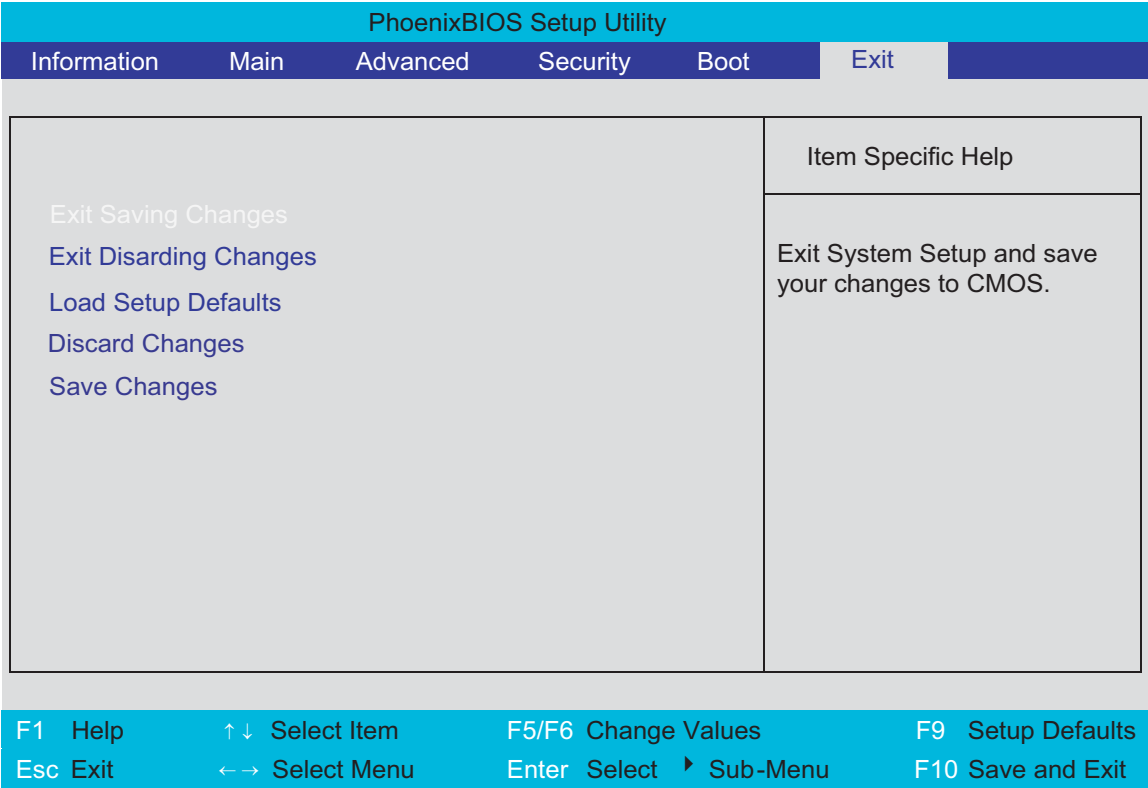 PhoenixBIOS Setup Utility
Information Main Advanced Security Boot Exit
Item Specific Help
Exit Saving Changes
Exit Disarding Changes
Load Setup Defaults
Discard Changes
Save Changes
Exit System Setup and save
your changes to CMOS.
F1 Help ↑↓ Select Item F5/F6 Change Values F9 Setup Defaults
Esc Exit ←→ Select Menu Enter Select ▸ Sub-Menu F10 Save and Exit